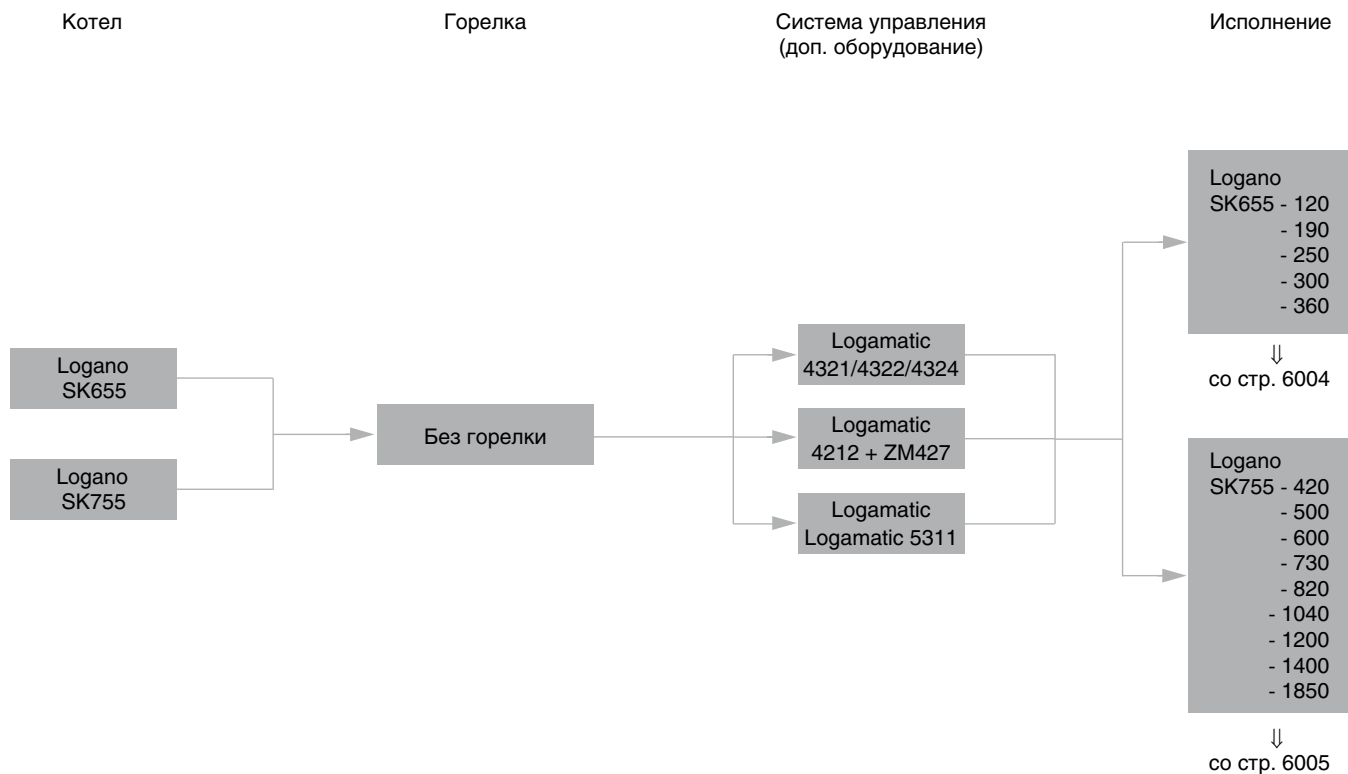 Котел
Горелка
Система управления
(доп. оборудование)
Исполнение
Logano
SK655
Logano
SK755
Без горелки
Logamatic
4321/4322/4324
Logamatic
4212 + ZM427
Logamatic
Logamatic 5311
Logano
SK655 - 120
- 190
- 250
- 300
- 360
⇓
со стр. 6004
Logano
SK755 - 420
- 500
- 600
- 730
- 820
- 1040
- 1200
- 1400
- 1850
⇓
со стр. 6005